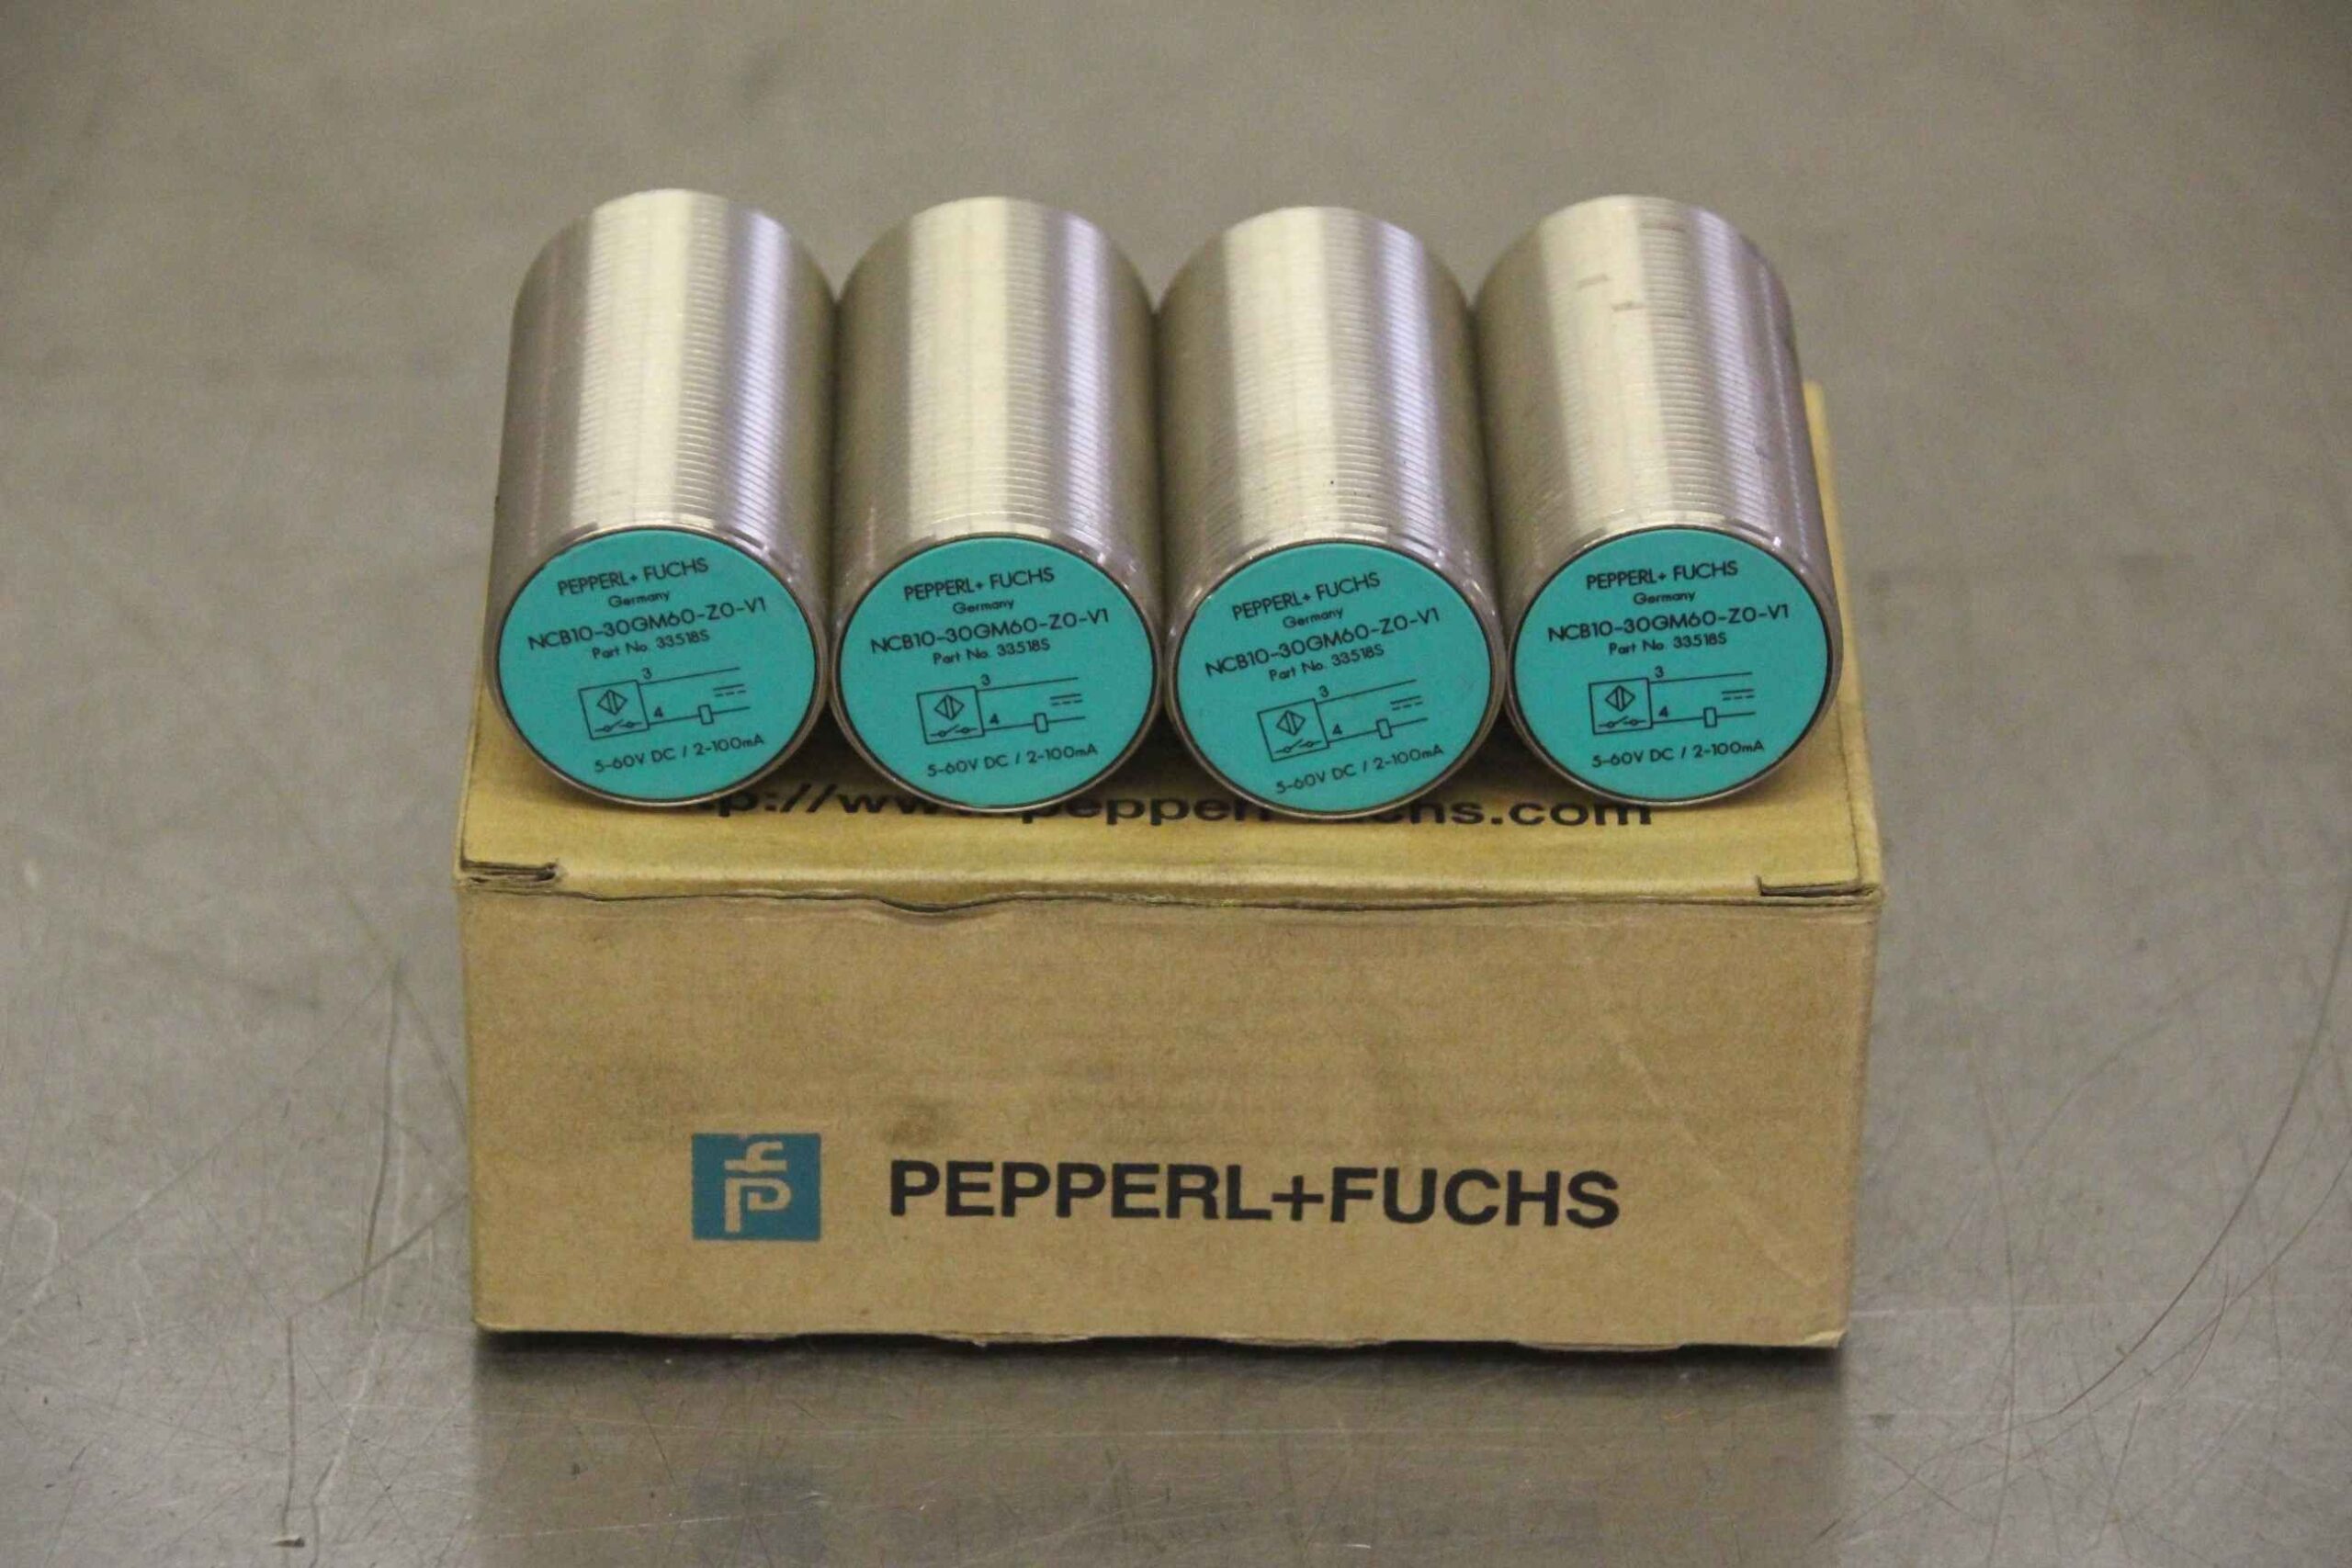 PEPPERL+ FUCHS
Germany
NCB10-30GM60-Z0-V1
Part No. 33518S
3
4
5-60V DC / 2-100mA
PEPPERL+ FUCHS
Germany
NCB10-30GM60-Z0-V1
Part No. 33518S
3
4
5-60V DC / 2-100mA
PEPPERL+ FUCHS
Germany
NCB10-30GM60-Z0-V1
Part No. 33518S
3
4
5-60V DC / 2-100mA
PEPPERL+ FUCHS
Germany
NCB10-30GM60-Z0-V1
Part No. 33518S
3
4
5-60V DC / 2-100mA
PEPPERL+FUCHS